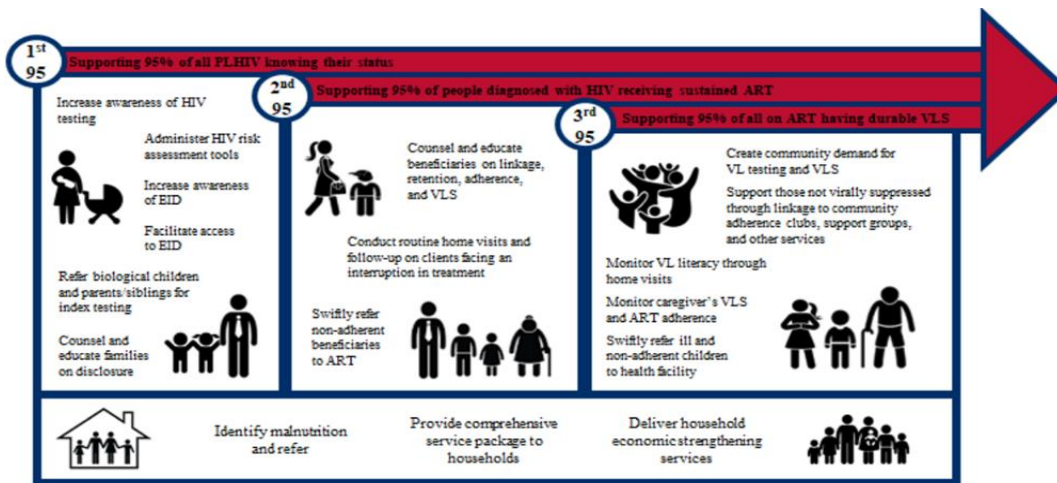 1st
95
Supporting 95% of all PLHIV knowing their status
2nd
95
Supporting 95% of people diagnosed with HIV receiving sustained ART
3rd
95
Supporting 95% of all on ART having durable VLS
Increase awareness of HIV
testing
Administer HIV risk
assessment tools
Increase awareness
of EID
Facilitate access
to EID
Refer biological children
and parents/siblings for
index testing
Counsel and
educate families
on disclosure
Counsel and educate
beneficiaries on linkage,
retention, adherence,
and VLS
Conduct routine home visits and
follow-up on clients facing an
interruption in treatment
Swiftly refer
non-adherent
beneficiaries
to ART
Create community demand for
VL testing and VLS
Support those not virally suppressed
through linkage to community
adherence clubs, support groups,
and other services
Monitor VL literacy through
home visits
Monitor caregiver's VLS
and ART adherence
Swiftly refer ill and
non-adherent children
to health facility
Identify malnutrition
and refer
Provide comprehensive
service package to
households
Deliver household
economic strengthening
services